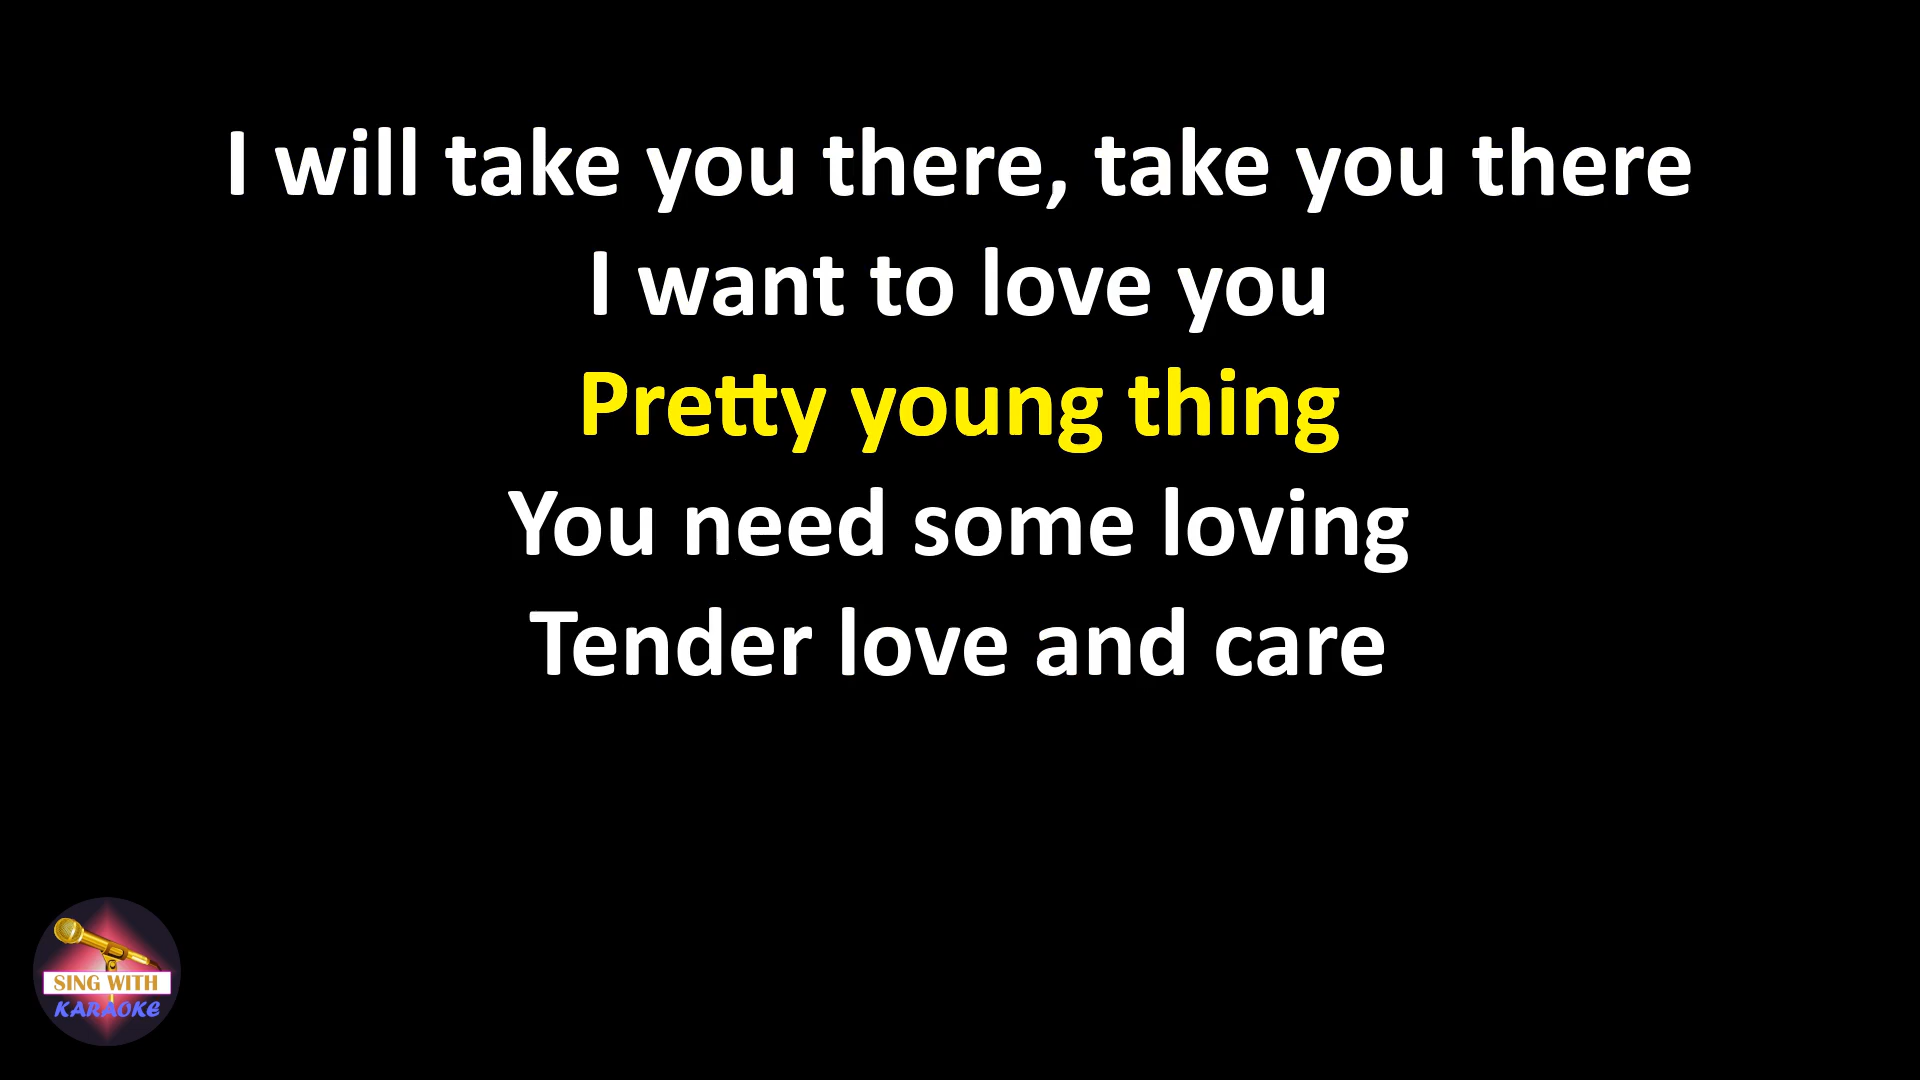 I will take you there, take you there
I want to love you
Pretty young thing
You need some loving
Tender love and care
SING WITH
KARAOKE